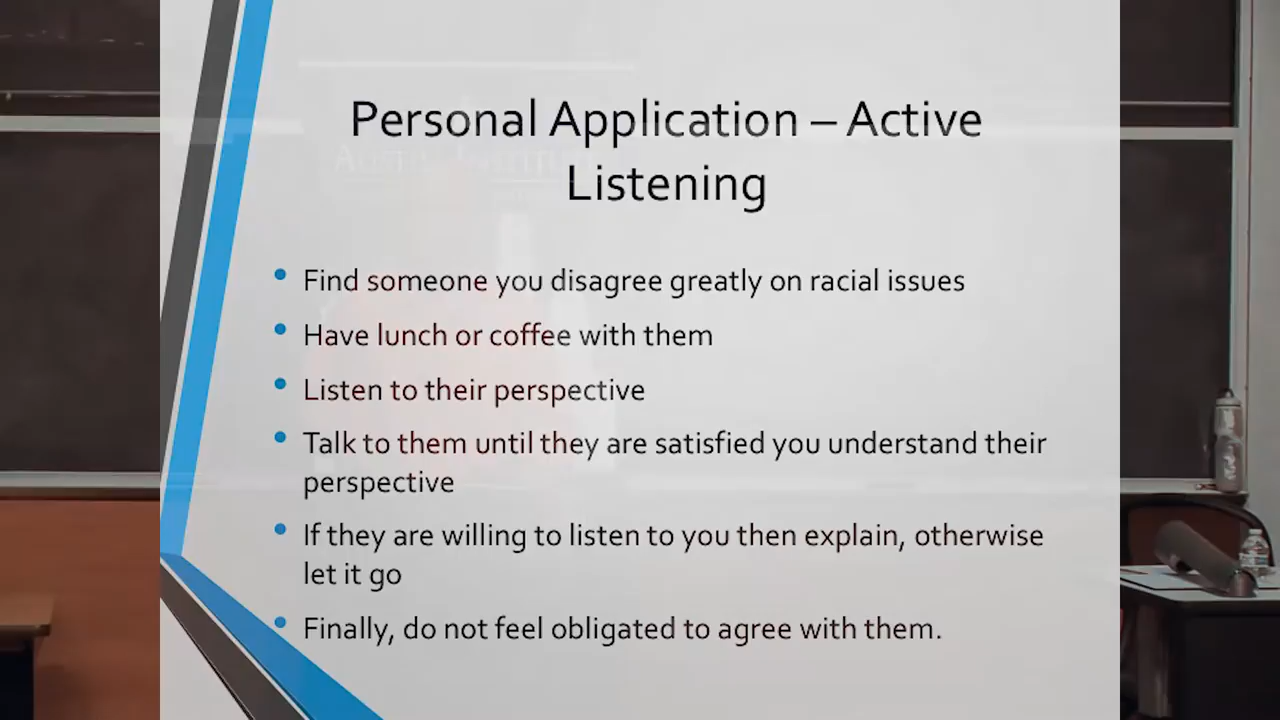 Personal Application – Active
Listening
• Find someone you disagree greatly on racial issues
• Have lunch or coffee with them
• Listen to their perspective
• Talk to them until they are satisfied you understand their
perspective
• If they are willing to listen to you then explain, otherwise
let it go
• Finally, do not feel obligated to agree with them.